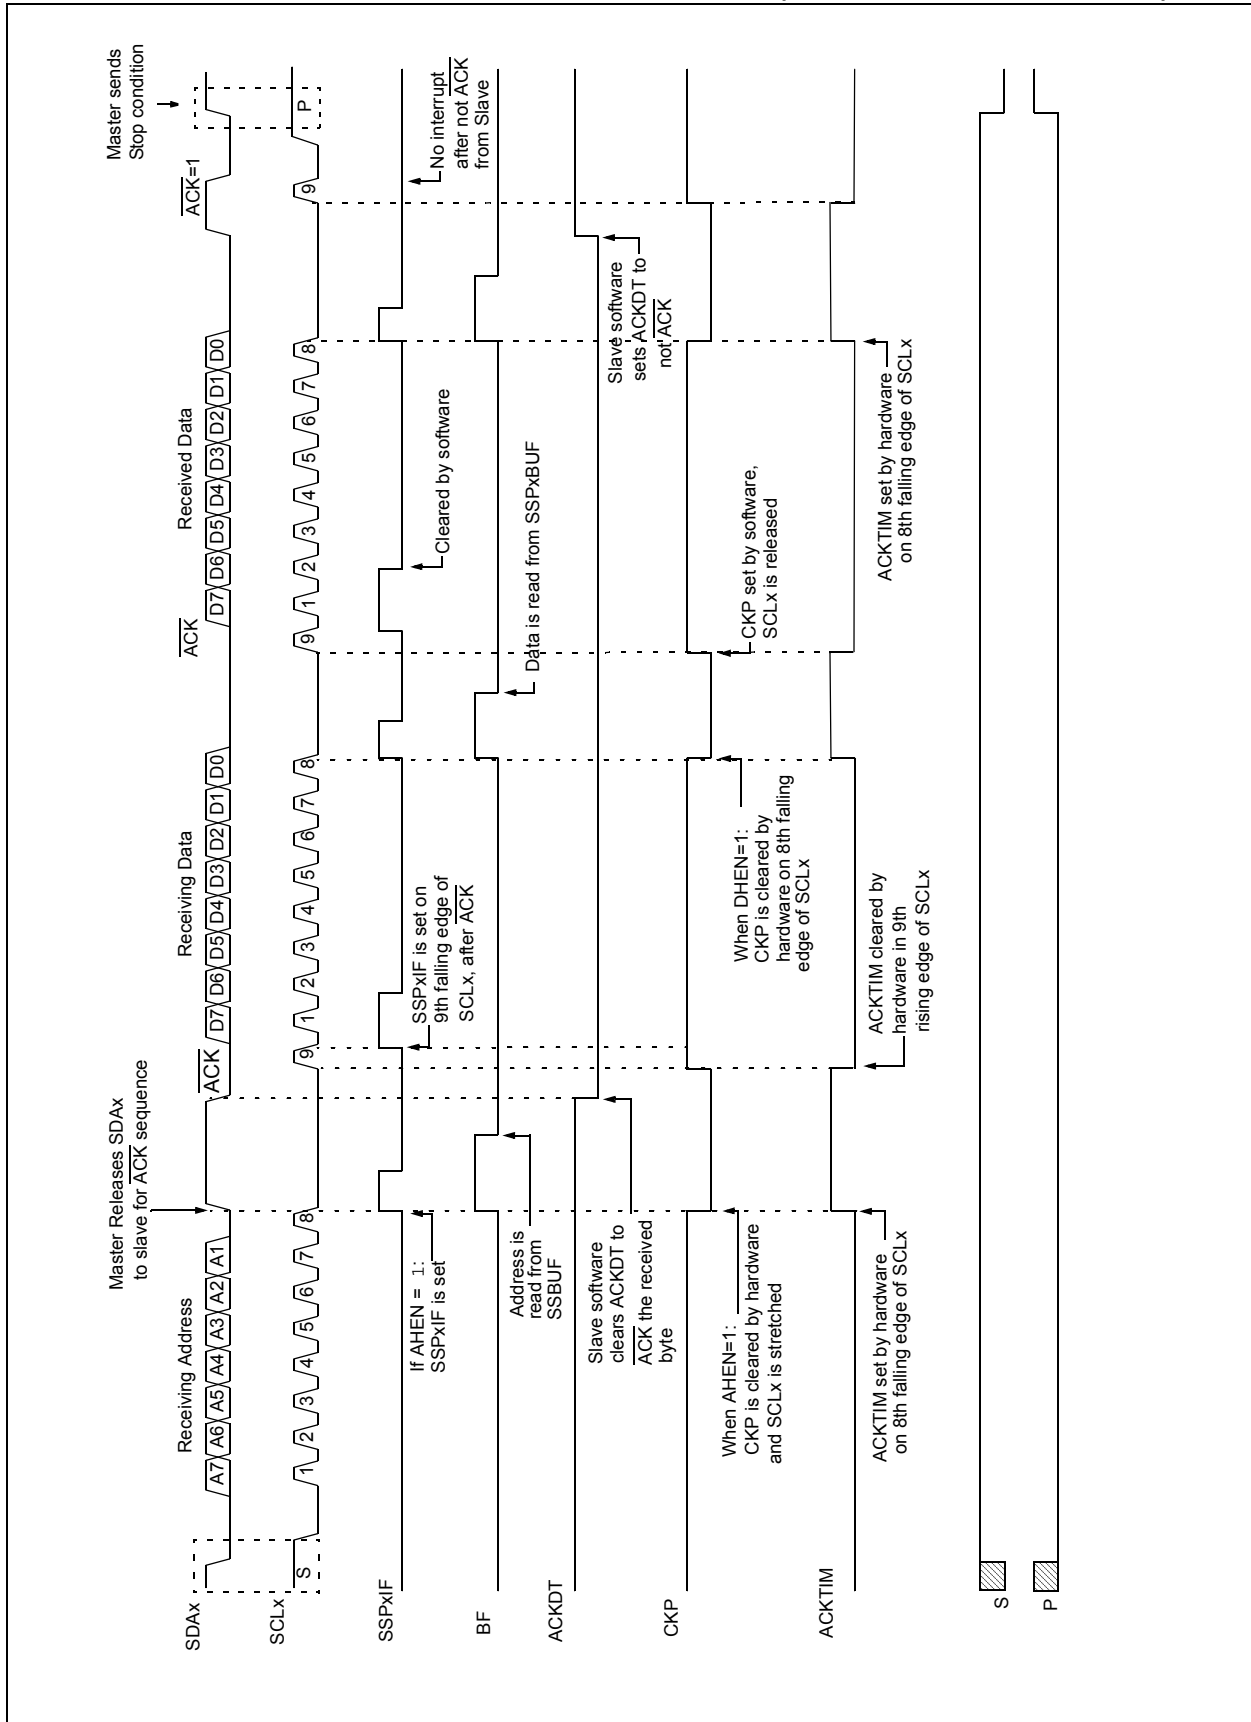 Master Releases SDAx
to slave for ACK sequence
Master sends
Stop condition
Receiving Address
Receiving Data
Received Data
ACK
ACK
ACK=1
SDAx
A7 A6 A5 A4 A3 A2 A1
D7 D6 D5 D4 D3 D2 D1 D0
D7 D6 D5 D4 D3 D2 D1 D0
SCLx
S
1 2 3 4 5 6 7 8
9
1 2 3 4 5 6 7 8
9
1 2 3 4 5 6 7 8
9
P
SSPxIF
If AHEN = 1:
SSPxIF is set
SSPxIF is set on
9th falling edge of
SCLx, after ACK
Cleared by software
No interrupt
after not ACK
from Slave
BF
Address is
read from
SSBUF
Data is read from SSPxBUF
ACKDT
Slave software
clears ACKDT to
ACK the received
byte
Slave software
sets ACKDT to
not ACK
CKP
When AHEN=1:
CKP is cleared by hardware
and SCLx is stretched
When DHEN=1:
CKP is cleared by
hardware on 8th falling
edge of SCLx
CKP set by software,
SCLx is released
ACKTIM
ACKTIM set by hardware
on 8th falling edge of SCLx
ACKTIM cleared by
hardware in 9th
rising edge of SCLx
ACKTIM set by hardware
on 8th falling edge of SCLx
S
P